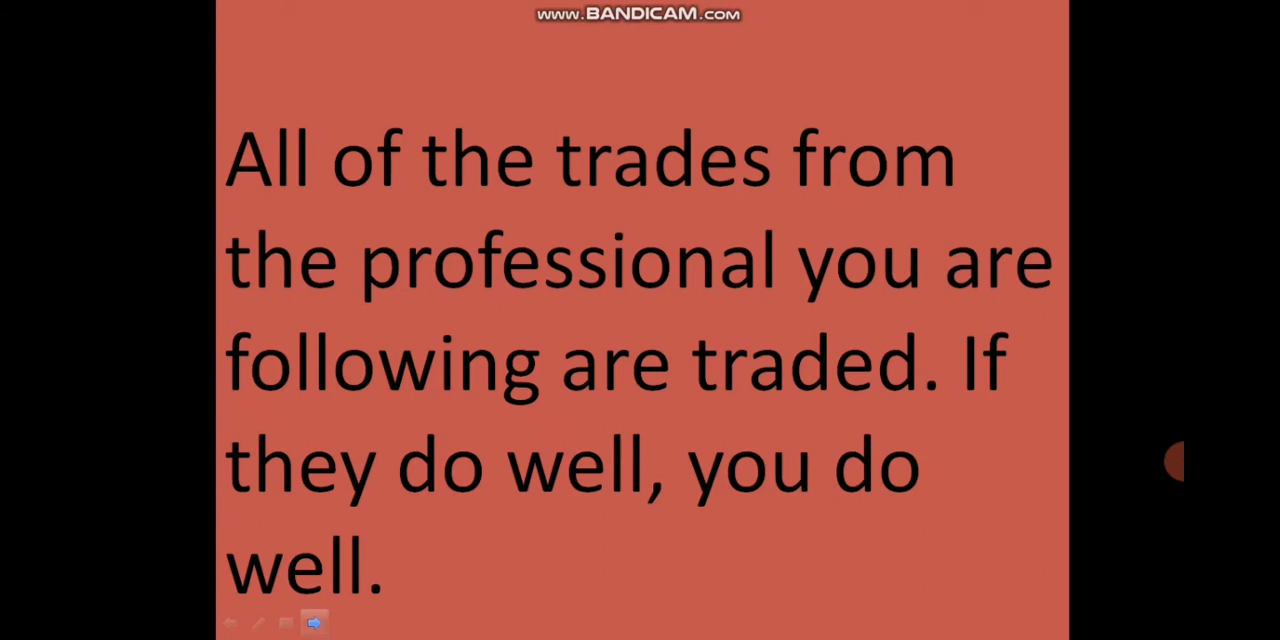 www.BANDICAM.com
All of the trades from
the professional you are
following are traded. If
they do well, you do
well.